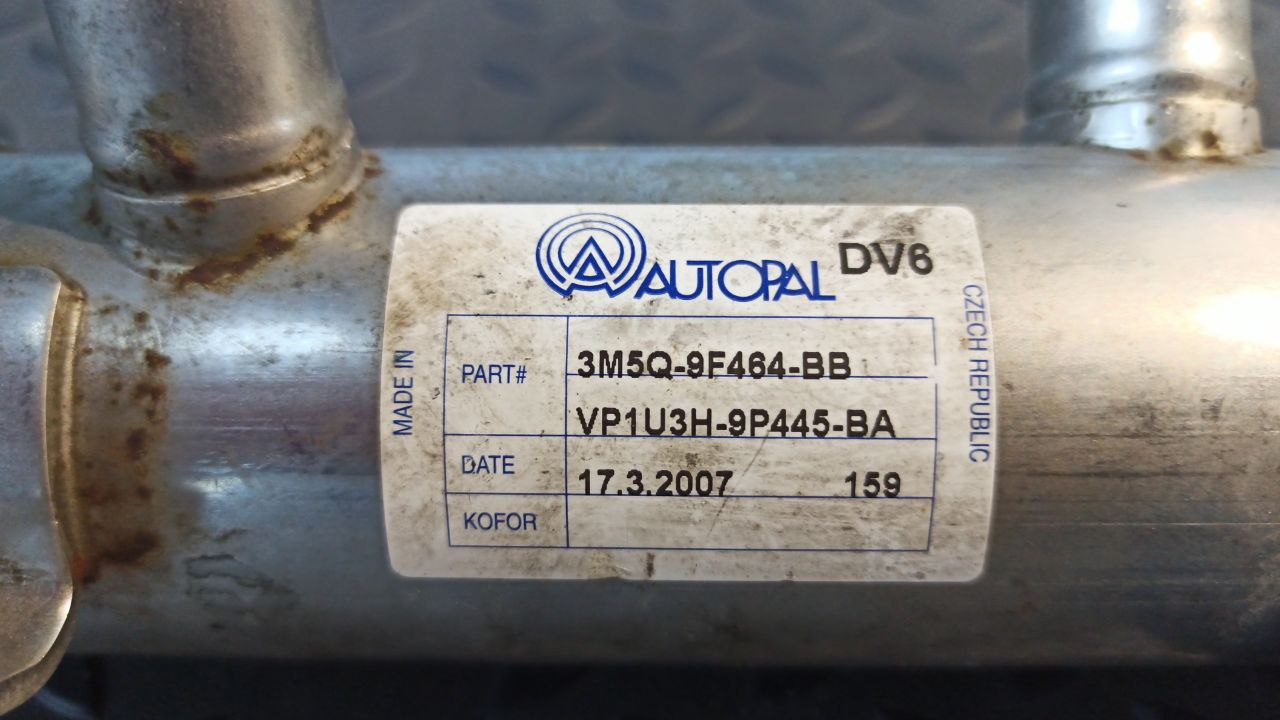 AUTOPAL DV6
MADE IN
CZECH REPUBLIC
PART# 3M5Q-9F464-BB
VP1U3H-9P445-BA
DATE 17.3.2007 159
KOFOR